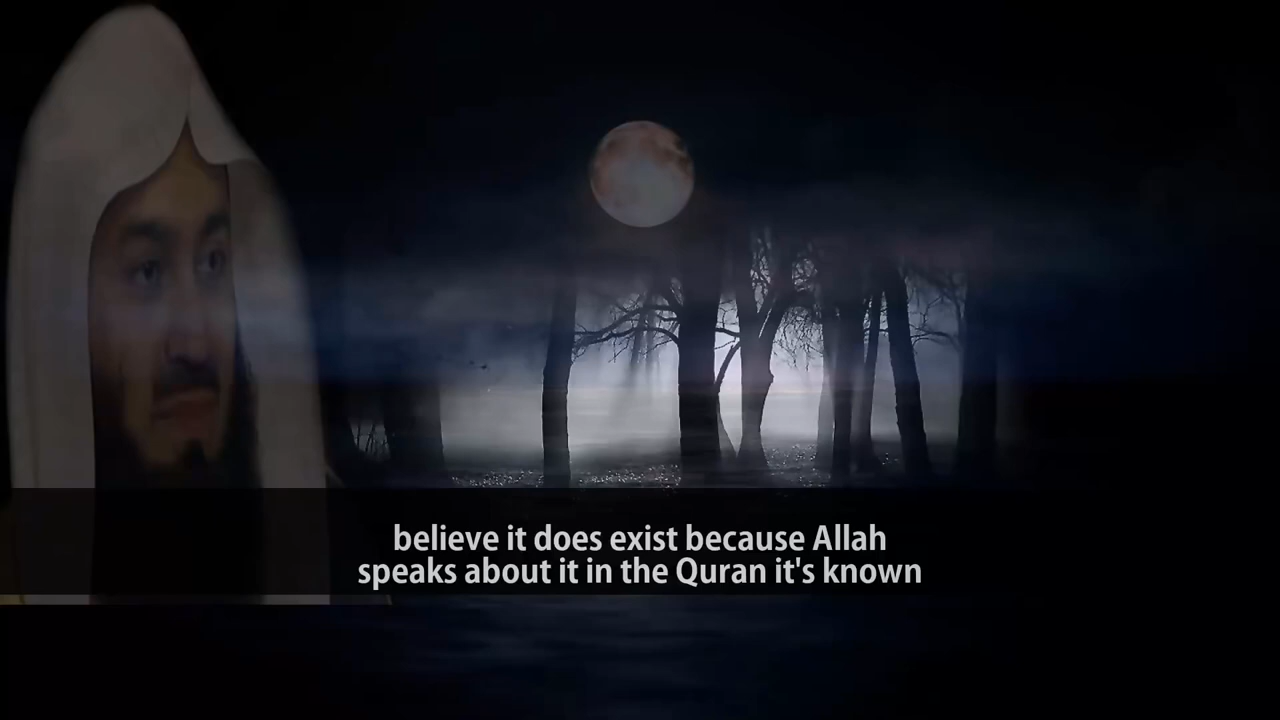 believe it does exist because Allah
speaks about it in the Quran it's known